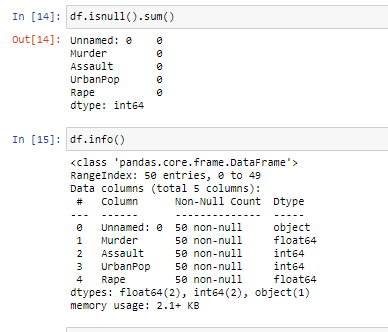 In [14]: df.isnull().sum()
Out[14]: Unnamed: 0    0
Murder        0
Assault       0
UrbanPop      0
Rape          0
dtype: int64
In [15]: df.info()
<class 'pandas.core.frame.DataFrame'>
RangeIndex: 50 entries, 0 to 49
Data columns (total 5 columns):
 #   Column      Non-Null Count  Dtype
---  ------      --------------  -----
 0   Unnamed: 0  50 non-null     object
 1   Murder      50 non-null     float64
 2   Assault     50 non-null     int64
 3   UrbanPop    50 non-null     int64
 4   Rape        50 non-null     float64
dtypes: float64(2), int64(2), object(1)
memory usage: 2.1+ KB